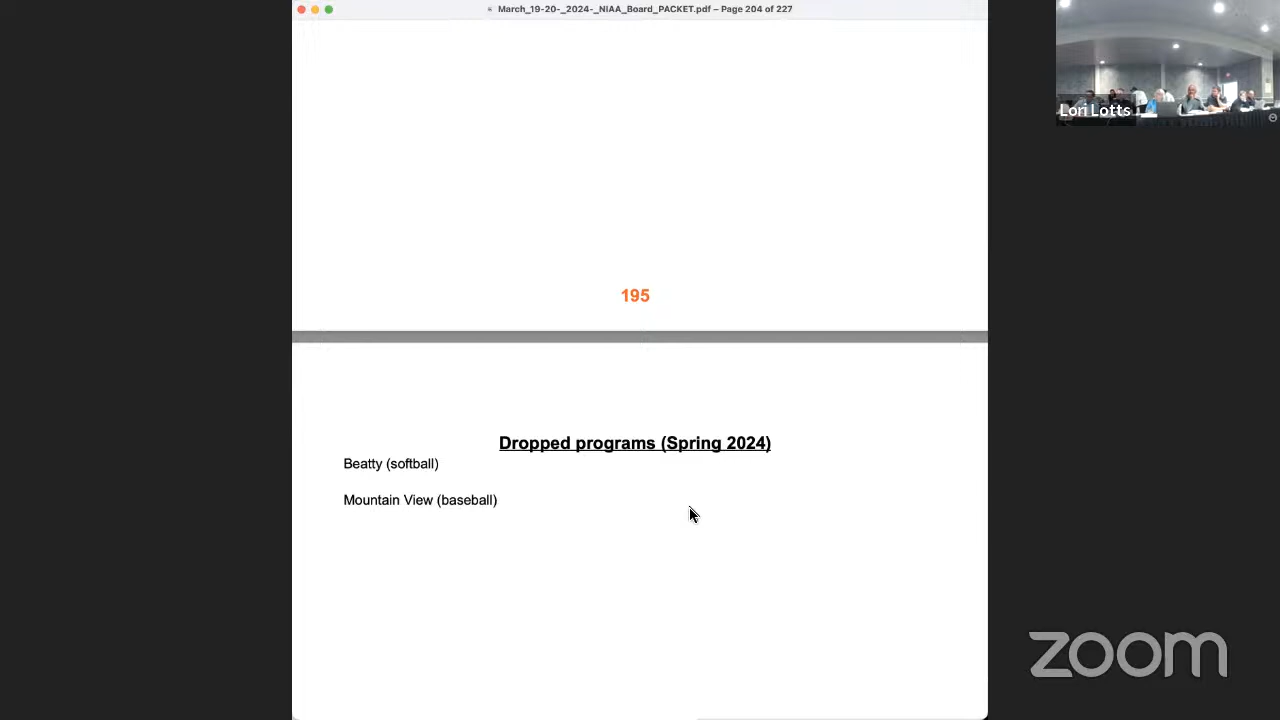 March_19-20-_2024-_NIAA_Board_PACKET.pdf – Page 204 of 227
Lori Lotts
195
Dropped programs (Spring 2024)
Beatty (softball)
Mountain View (baseball)
zoom